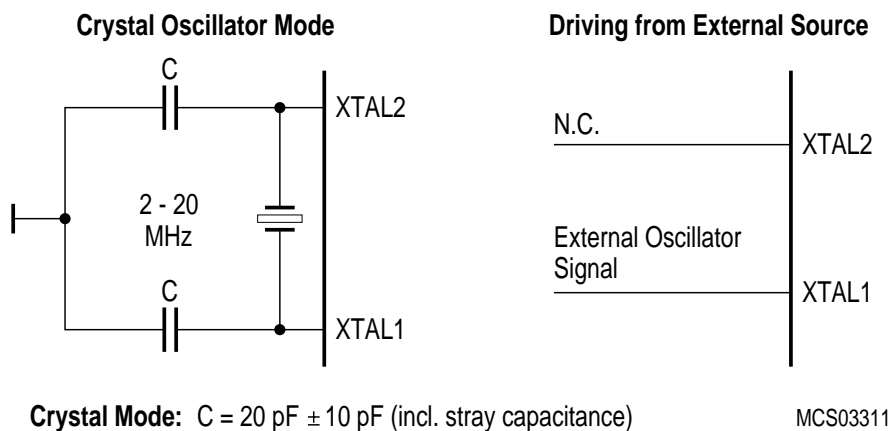 Crystal Oscillator Mode
C
XTAL2
2 - 20
MHz
C
XTAL1
Driving from External Source
N.C.
XTAL2
External Oscillator
Signal
XTAL1
Crystal Mode: C = 20 pF ± 10 pF (incl. stray capacitance)
MCS03311